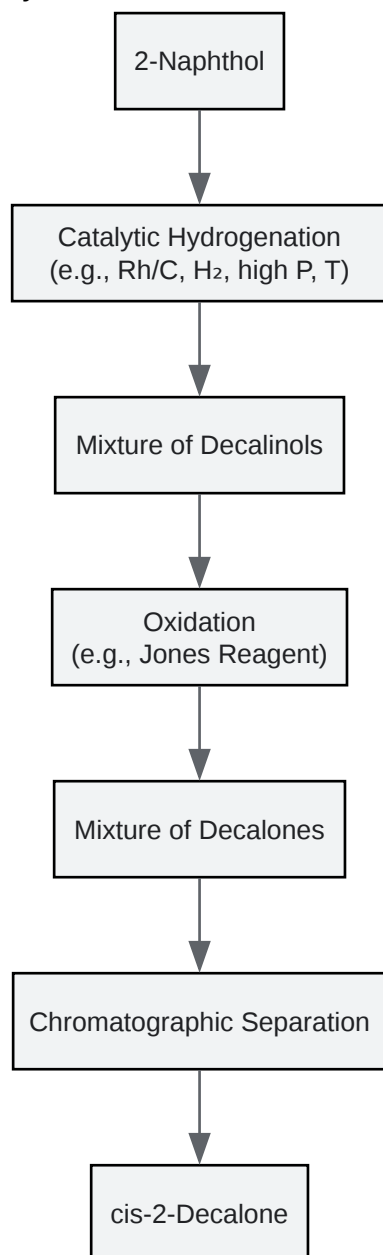 2-Naphthol
Catalytic Hydrogenation
(e.g., Rh/C, H₂, high P, T)
Mixture of Decalinols
Oxidation
(e.g., Jones Reagent)
Mixture of Decalones
Chromatographic Separation
cis-2-Decalone